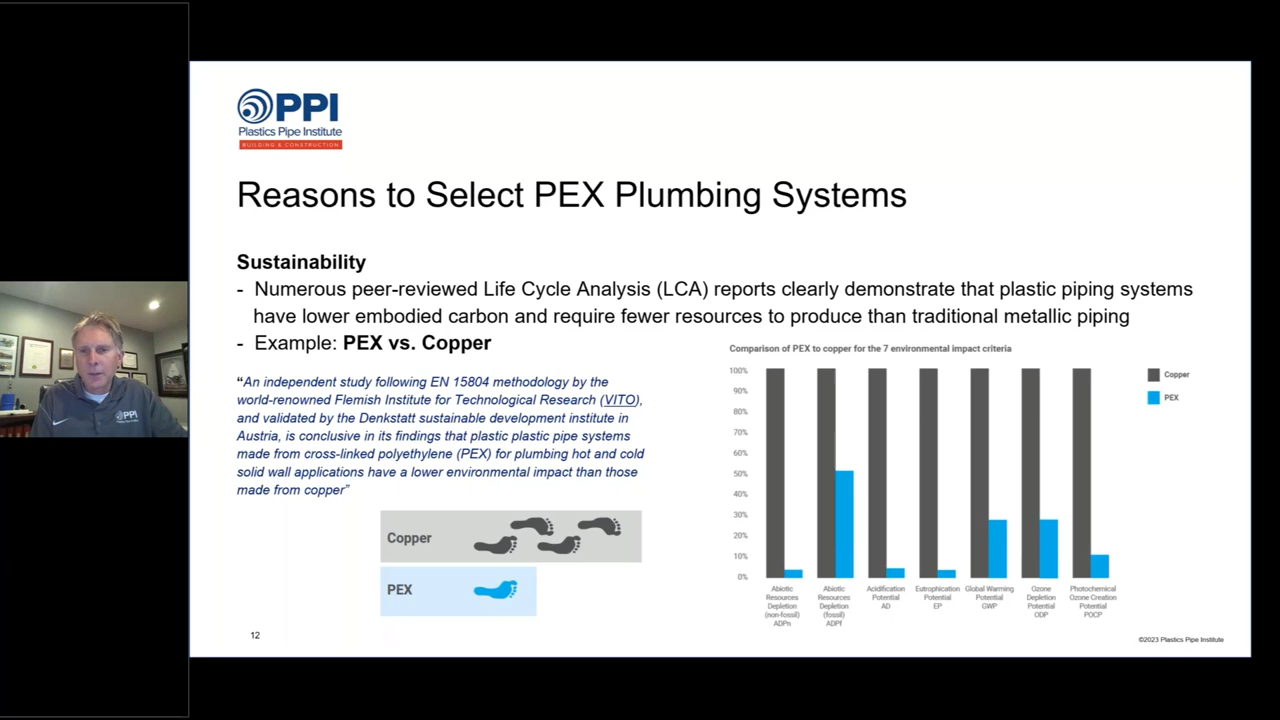 PPI
Plastics Pipe Institute
BUILDING & CONSTRUCTION
Reasons to Select PEX Plumbing Systems
Sustainability
- Numerous peer-reviewed Life Cycle Analysis (LCA) reports clearly demonstrate that plastic piping systems
have lower embodied carbon and require fewer resources to produce than traditional metallic piping
- Example: PEX vs. Copper
“An independent study following EN 15804 methodology by the
world-renowned Flemish Institute for Technological Research (VITO),
and validated by the Denkstatt sustainable development institute in
Austria, is conclusive in its findings that plastic plastic pipe systems
made from cross-linked polyethylene (PEX) for plumbing hot and cold
solid wall applications have a lower environmental impact than those
made from copper”
Copper
PEX
Comparison of PEX to copper for the 7 environmental impact criteria
100%
90%
80%
70%
60%
50%
40%
30%
20%
10%
0%
Abiotic
Resources
Depletion
(non-fossil)
ADPn
Abiotic
Resources
Depletion
(fossil)
ADPf
Acidification
Potential
AD
Eutrophication
Potential
EP
Global Warming
Potential
GWP
Ozone
Depletion
Potential
ODP
Photochemical
Ozone Creation
Potential
POCP
Copper
PEX
12
©2023 Plastics Pipe Institute
PPI